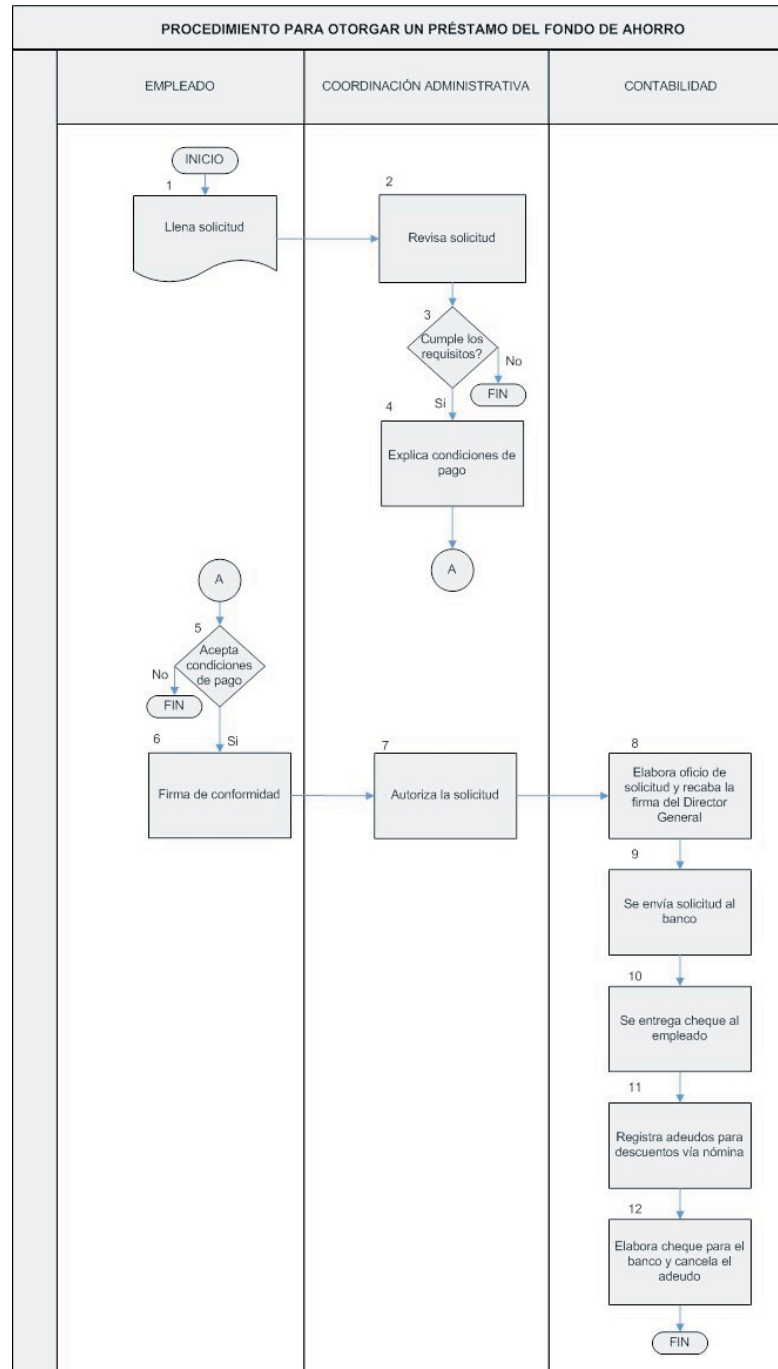 PROCEDIMIENTO PARA OTORGAR UN PRÉSTAMO DEL FONDO DE AHORRO
EMPLEADO
COORDINACIÓN ADMINISTRATIVA
CONTABILIDAD
INICIO
1
Llena solicitud
2
Revisa solicitud
3
Cumple los
requisitos?
No
FIN
Si
4
Explica condiciones de
pago
A
A
5
Acepta
condiciones
de pago
No
FIN
Si
6
Firma de conformidad
7
Autoriza la solicitud
8
Elabora oficio de
solicitud y recaba la
firma del Director
General
9
Se envía solicitud al
banco
10
Se entrega cheque al
empleado
11
Registra adeudos para
descuentos vía nómina
12
Elabora cheque para el
banco y cancela el
adeudo
FIN